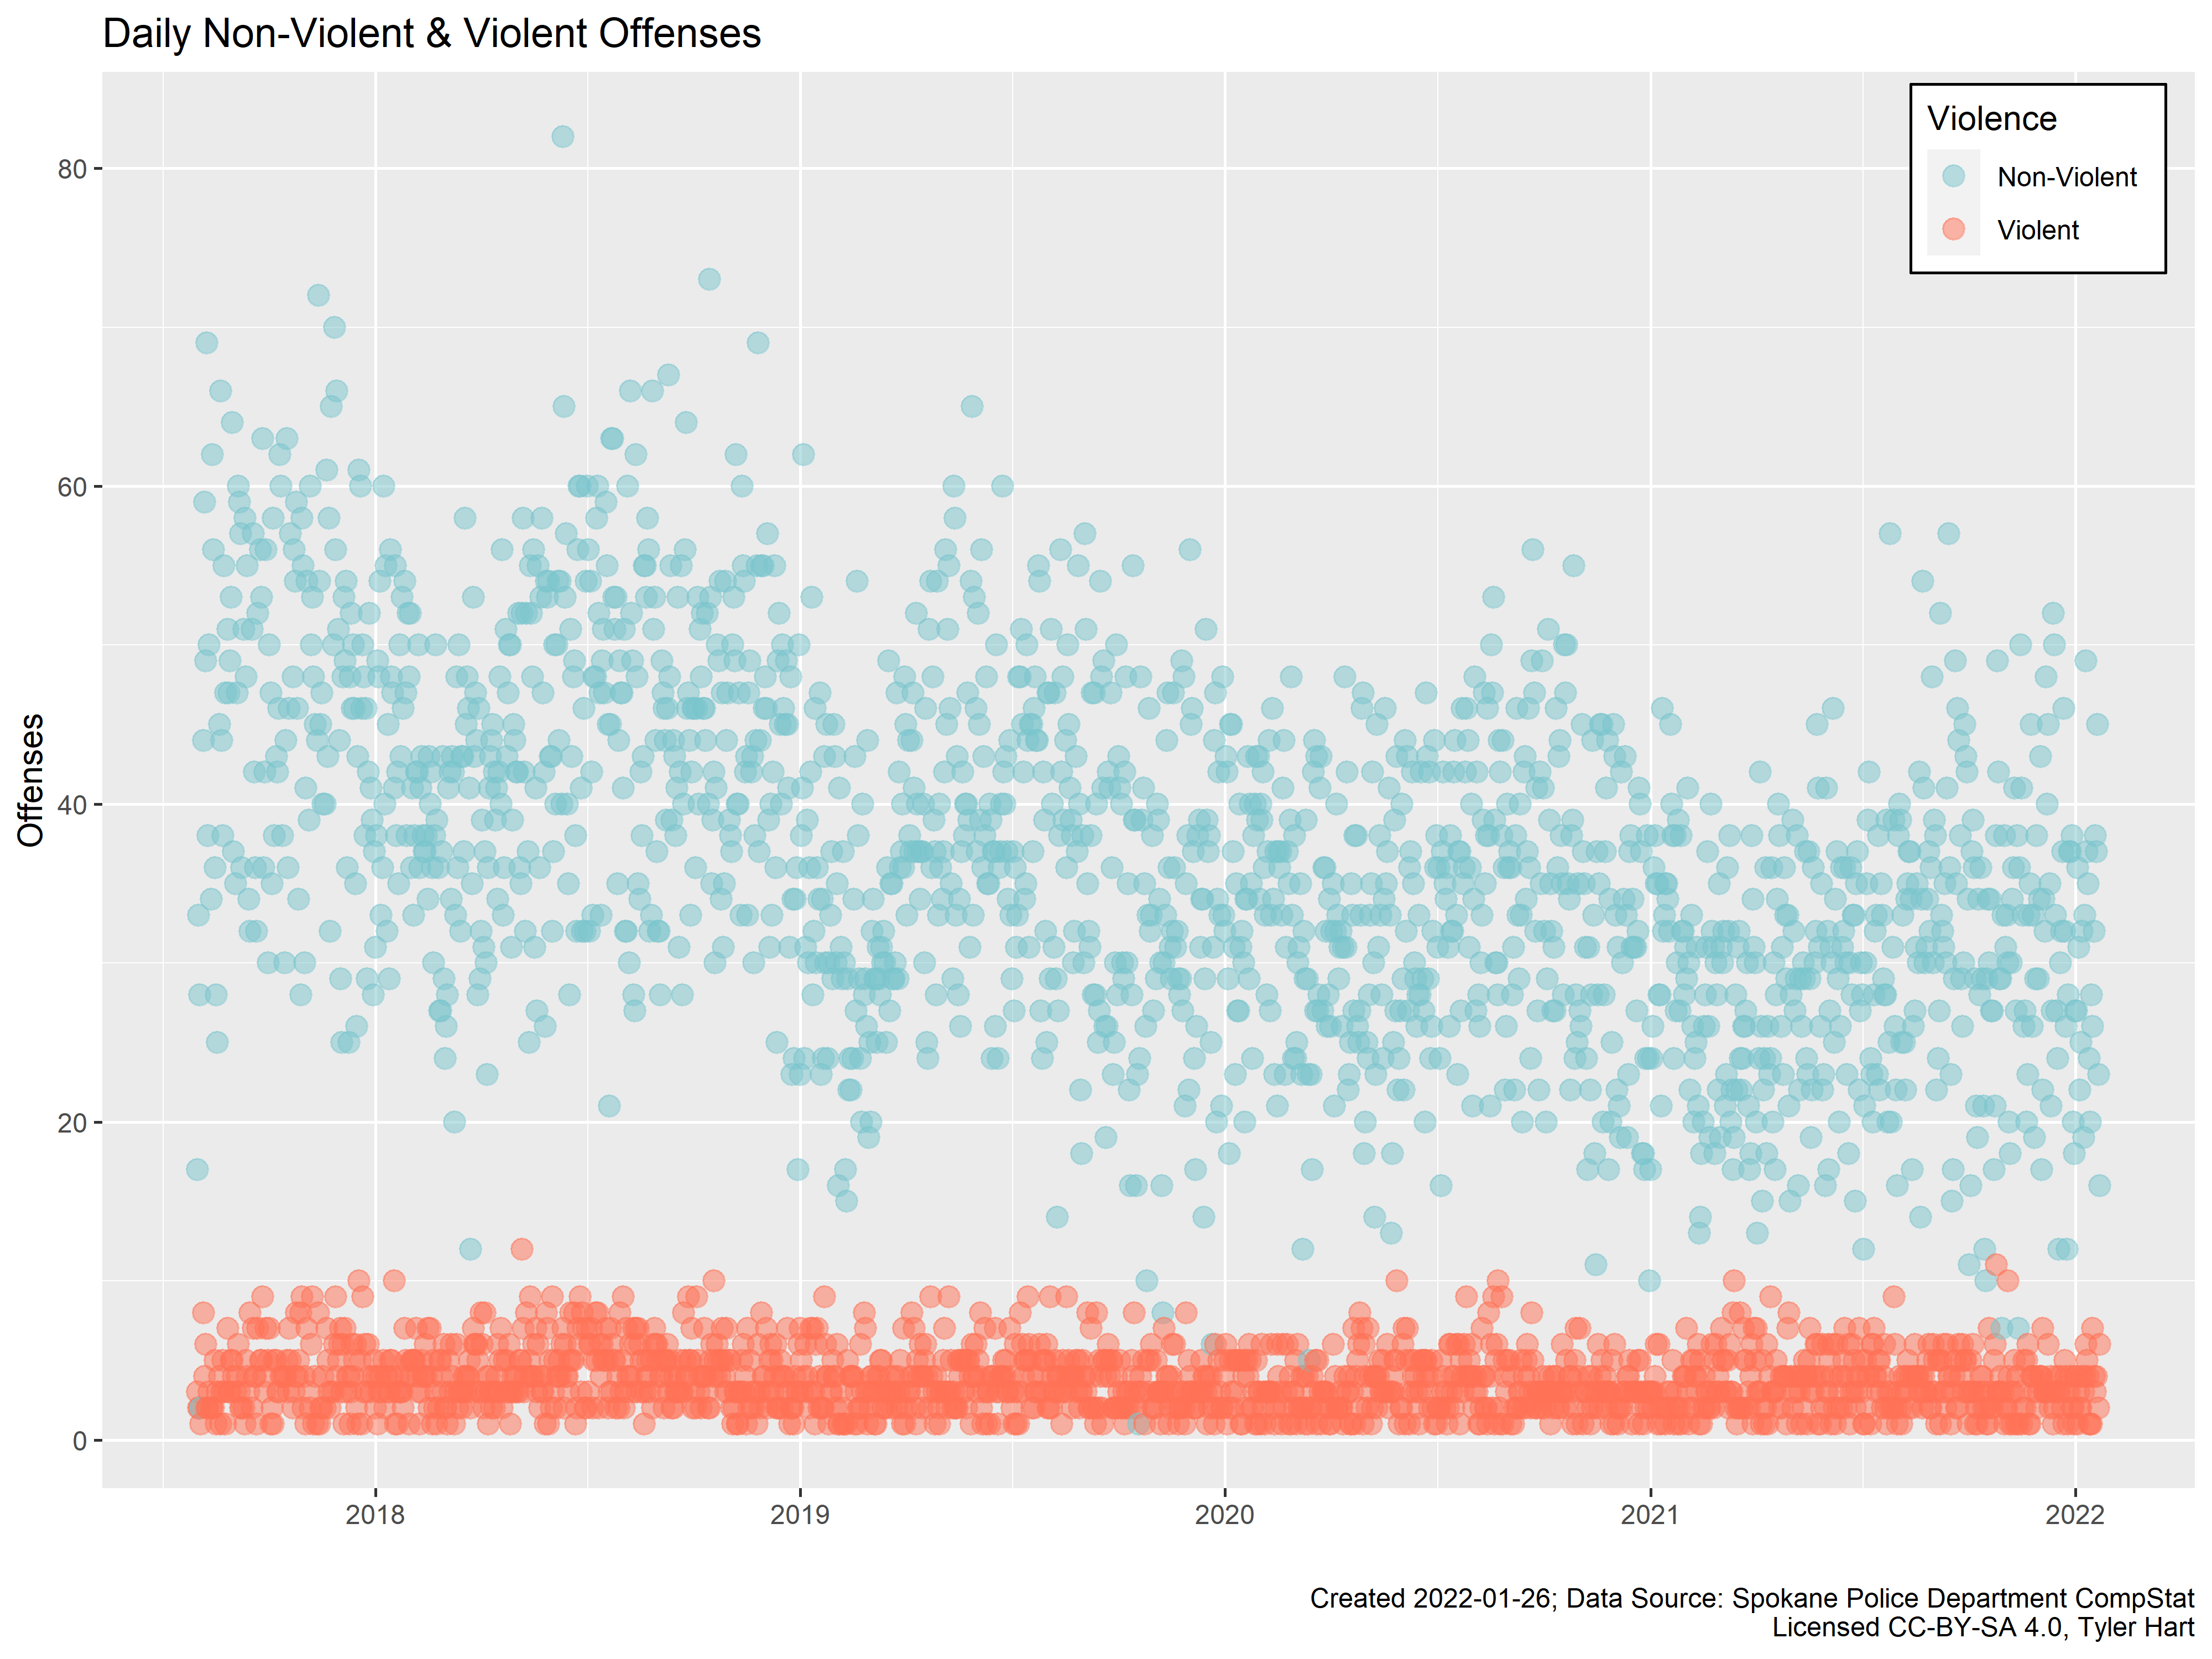 Daily Non-Violent & Violent Offenses
Violence
Non-Violent
Violent
Offenses
80
60
40
20
0
2018
2019
2020
2021
2022
Created 2022-01-26; Data Source: Spokane Police Department CompStat
Licensed CC-BY-SA 4.0, Tyler Hart